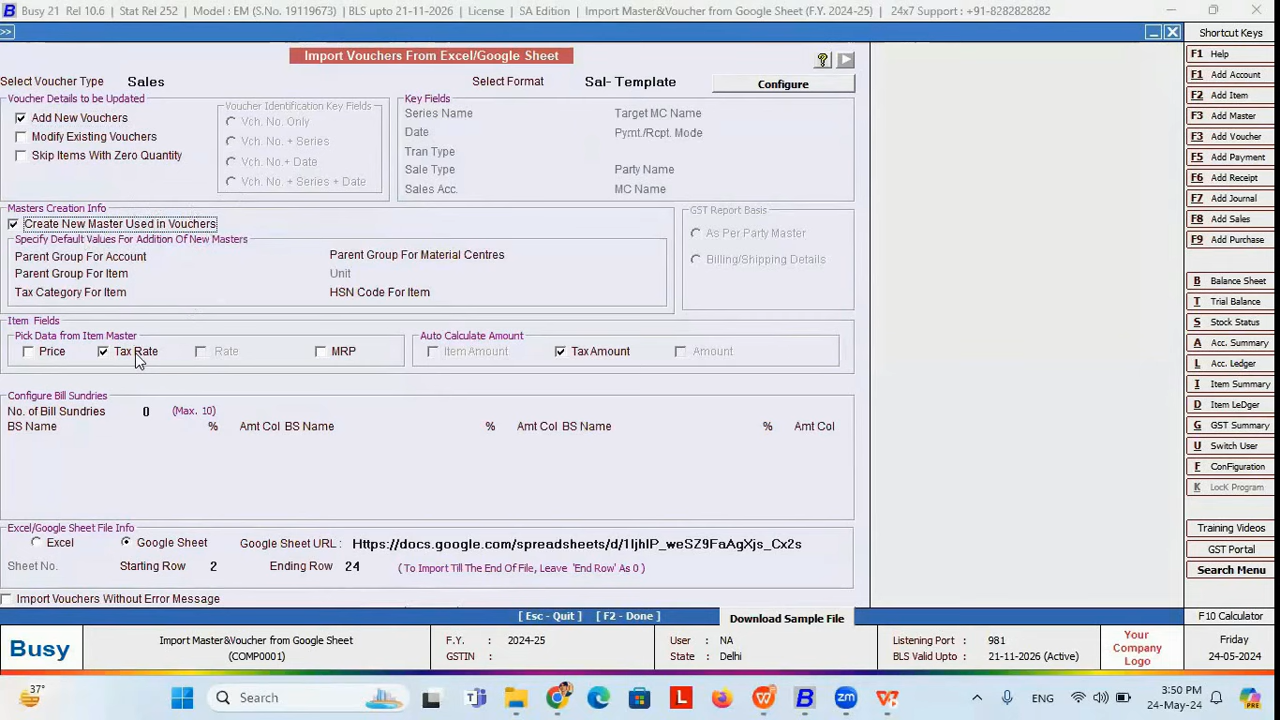 Busy 21 Rel 10.6 | Stat Rel 252 | Model : EM (S.No. 19119673) | BLS upto 21-11-2026 | License | SA Edition | Import Master&Voucher from Google Sheet (F.Y. 2024-25) | 24x7 Support : +91-8282828282
>>
Import Vouchers From Excel/Google Sheet
?
Select Voucher Type Sales Select Format Sal- Template Configure
Voucher Details to be Updated
Add New Vouchers
Modify Existing Vouchers
Skip Items With Zero Quantity
Voucher Identification Key Fields
Vch. No. Only
Vch. No. + Series
Vch. No.+ Date
Vch. No. + Series + Date
Key Fields
Series Name Target MC Name
Date Pymt./Rcpt. Mode
Tran Type
Sale Type Party Name
Sales Acc. MC Name
Masters Creation Info
Create New Master Used in Vouchers
Specify Default Values For Addition Of New Masters
Parent Group For Account Parent Group For Material Centres
Parent Group For Item Unit
Tax Category For Item HSN Code For Item
GST Report Basis
As Per Party Master
Billing/Shipping Details
Item Fields
Pick Data from Item Master
Price Tax Rate Rate MRP
Auto Calculate Amount
Item Amount Tax Amount Amount
Configure Bill Sundries
No. of Bill Sundries 0 (Max. 10)
BS Name % Amt Col BS Name % Amt Col BS Name % Amt Col
Excel/Google Sheet File Info
Excel Google Sheet Google Sheet URL : Https://docs.google.com/spreadsheets/d/1IjhIP_weSZ9FaAgXjs_Cx2s
Sheet No. Starting Row 2 Ending Row 24 ( To Import Till The End Of File, Leave 'End Row' As 0 )
Import Vouchers Without Error Message
[ Esc - Quit ] [ F2 - Done ] Download Sample File
Shortcut Keys
F1 Help
F1 Add Account
F2 Add Item
F3 Add Master
F3 Add Voucher
F5 Add Payment
F6 Add Receipt
F7 Add Journal
F8 Add Sales
F9 Add Purchase
B Balance Sheet
T Trial Balance
S Stock Status
A Acc. Summary
L Acc. Ledger
I Item Summary
D Item LeDger
G GST Summary
U Switch User
F Configuration
K LocK Program
Training Videos
GST Portal
Search Menu
F10 Calculator
Busy
Import Master&Voucher from Google Sheet
(COMP0001)
F.Y. : 2024-25
GSTIN :
User : NA
State : Delhi
Listening Port : 981
BLS Valid Upto : 21-11-2026 (Active)
Your
Company
Logo
Friday
24-05-2024
37°
Search
ENG
3:50 PM
24-May-24